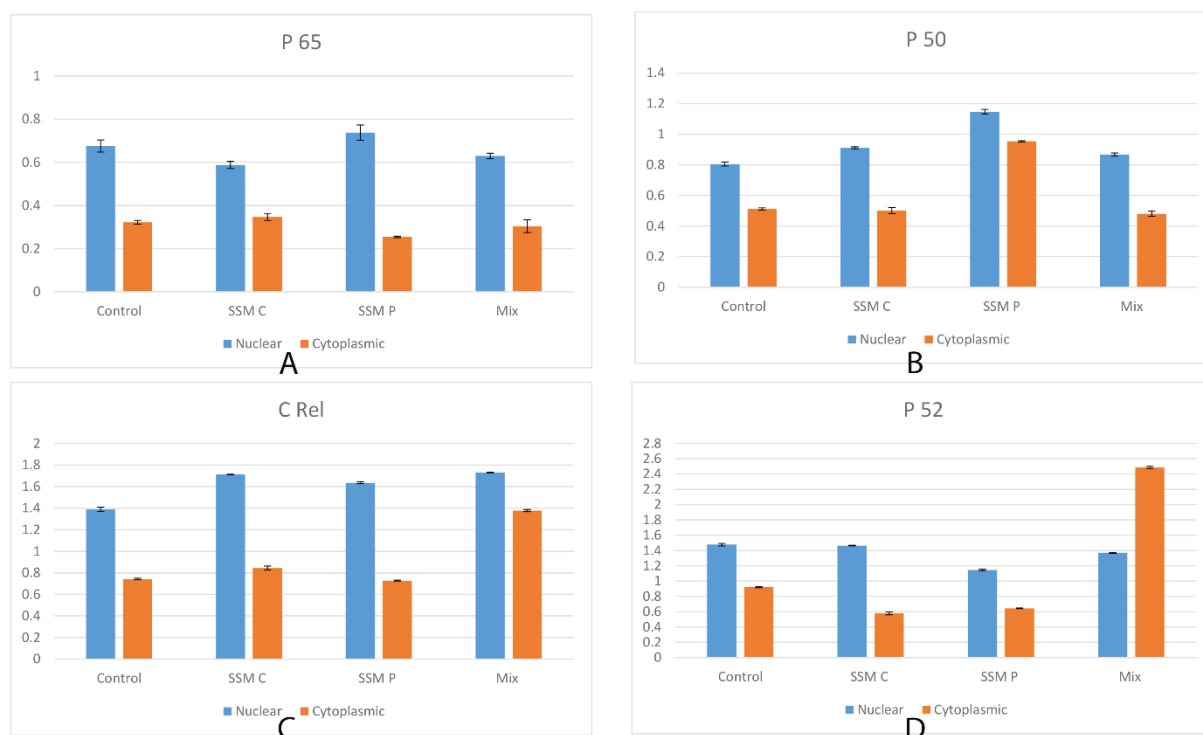 P 65
1
0.8
0.6
0.4
0.2
0
Control SSM C SSM P Mix
Nuclear Cytoplasmic
A
P 50
1.4
1.2
1
0.8
0.6
0.4
0.2
0
Control SSM C SSM P Mix
Nuclear Cytoplasmic
B
C Rel
2
1.8
1.6
1.4
1.2
1
0.8
0.6
0.4
0.2
0
Control SSM C SSM P Mix
Nuclear Cytoplasmic
C
P 52
2.8
2.6
2.4
2.2
2
1.8
1.6
1.4
1.2
1
0.8
0.6
0.4
0.2
0
Control SSM C SSM P Mix
Nuclear Cytoplasmic
D